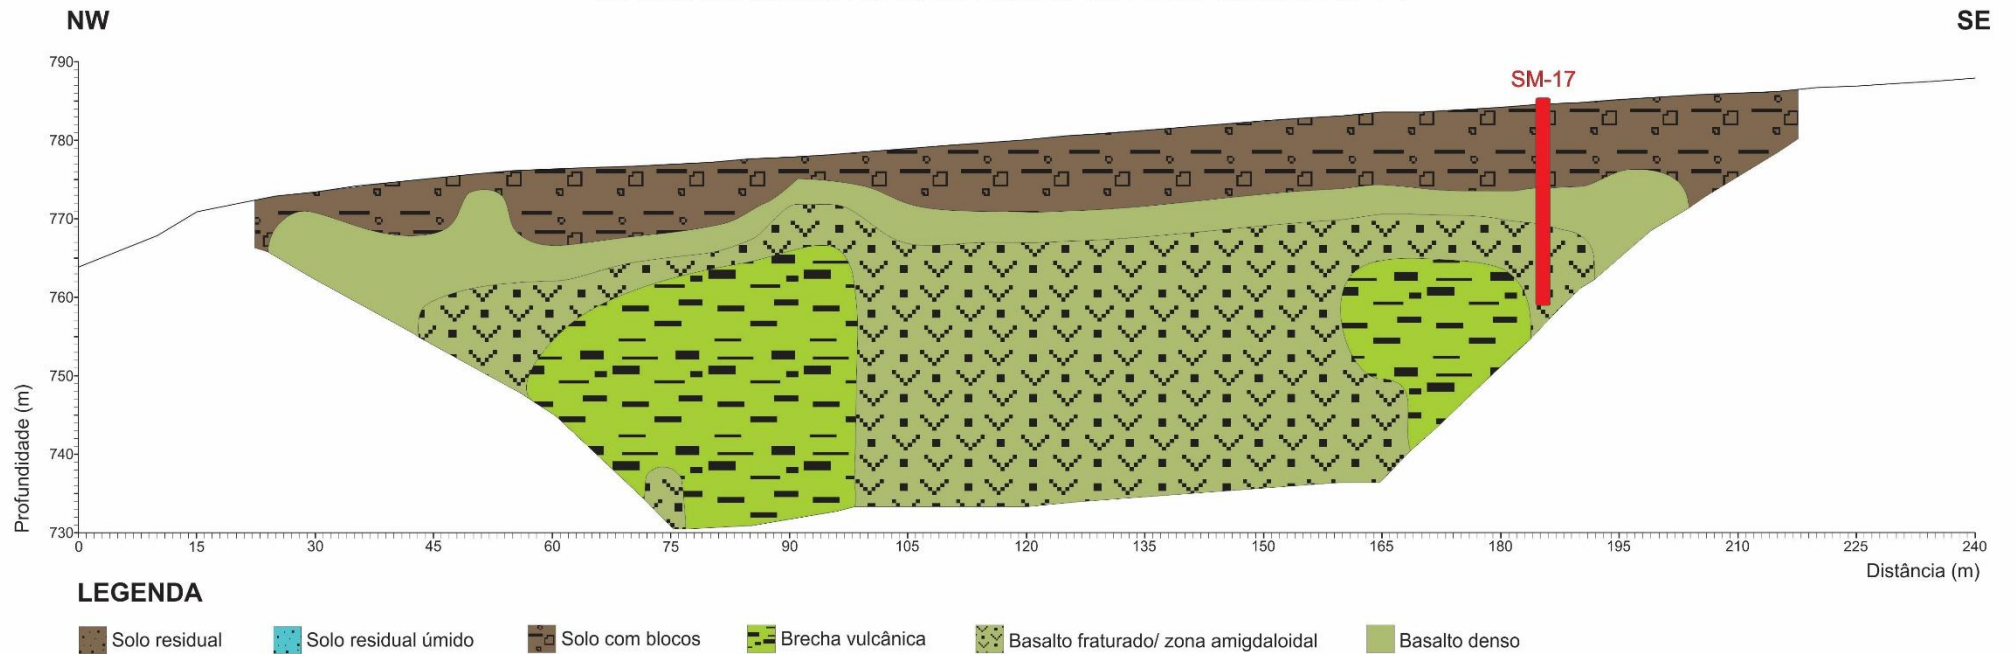 NW
SE
SM-17
790
780
770
760
750
740
730
Profundidade (m)
0 15 30 45 60 75 90 105 120 135 150 165 180 195 210 225 240
Distância (m)
LEGENDA
Solo residual Solo residual úmido Solo com blocos Brecha vulcânica Basalto fraturado/ zona amigdaloidal Basalto denso